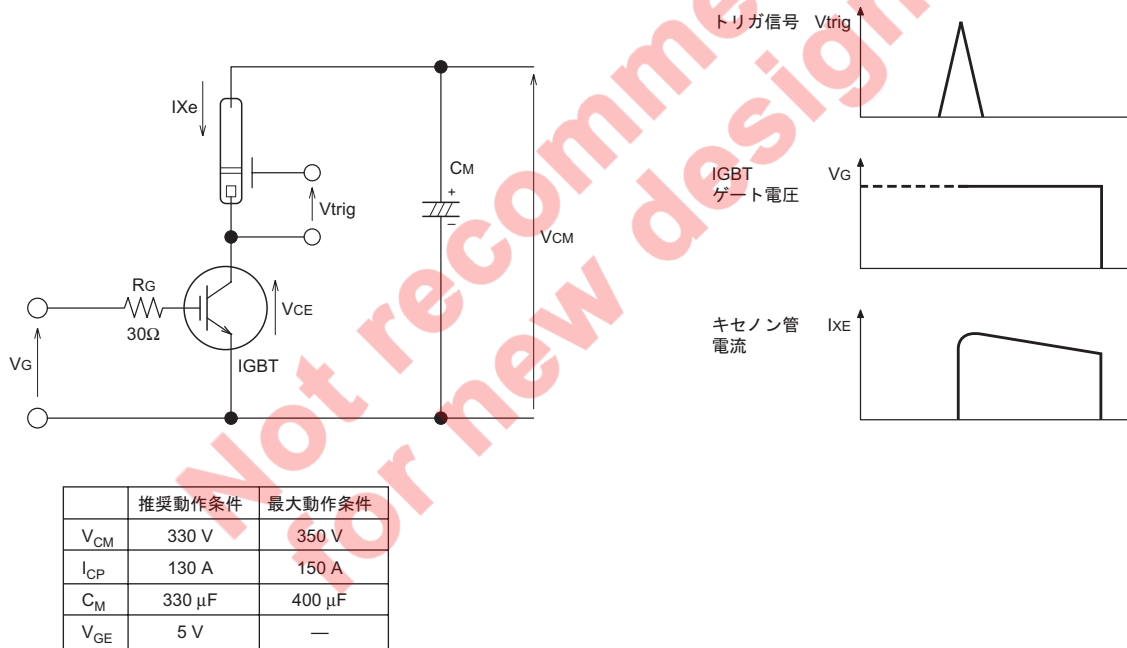 トリガ信号 Vtrig
IXe
Vtrig
CM
+
–
VCM
RG
30Ω
VCE
IGBT
VG
IGBT
ゲート電圧
VG
キセノン管
電流
IXE
推奨動作条件 最大動作条件
VCM 330 V 350 V
ICP 130 A 150 A
CM 330 μF 400 μF
VGE 5 V —
Not recomme
for new design